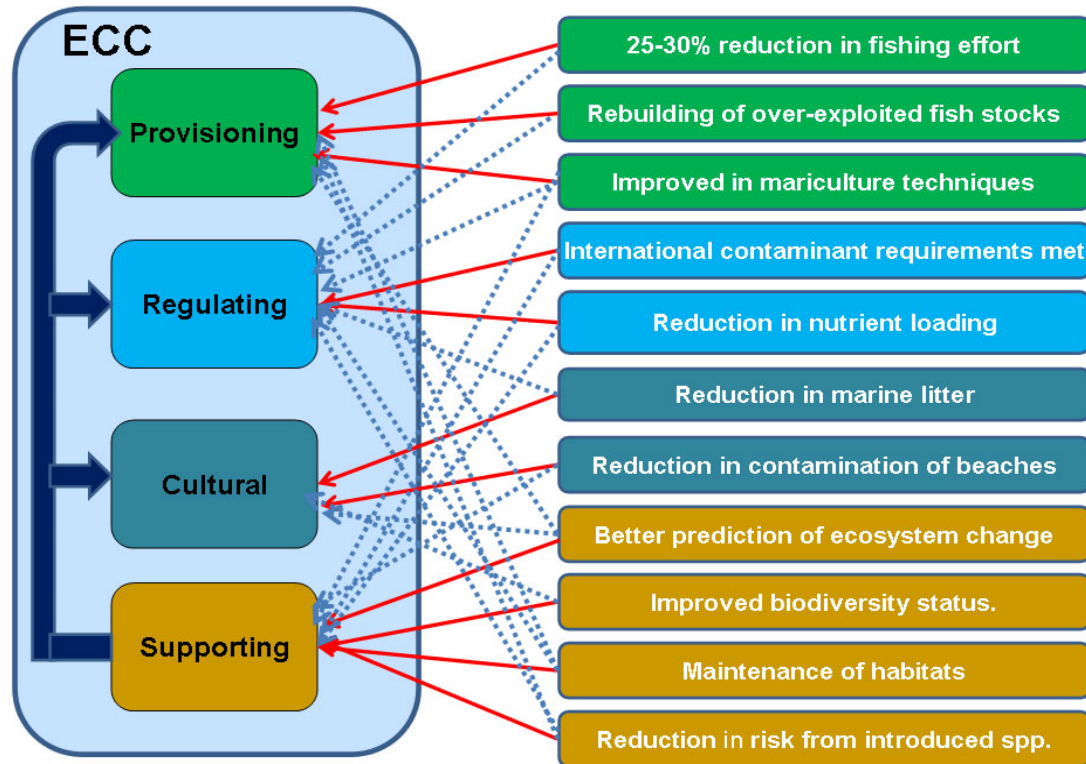 ECC
Provisioning
Regulating
Cultural
Supporting
25-30% reduction in fishing effort
Rebuilding of over-exploited fish stocks
Improved in mariculture techniques
International contaminant requirements met
Reduction in nutrient loading
Reduction in marine litter
Reduction in contamination of beaches
Better prediction of ecosystem change
Improved biodiversity status.
Maintenance of habitats
Reduction in risk from introduced spp.